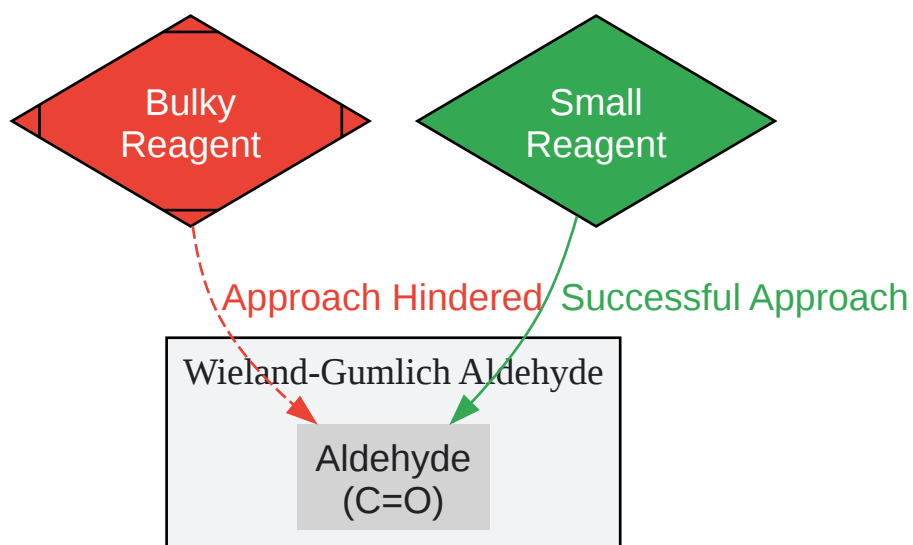 Bulky
Reagent
Small
Reagent
Approach Hindered
Successful Approach
Wieland-Gumlich Aldehyde
Aldehyde
(C=O)